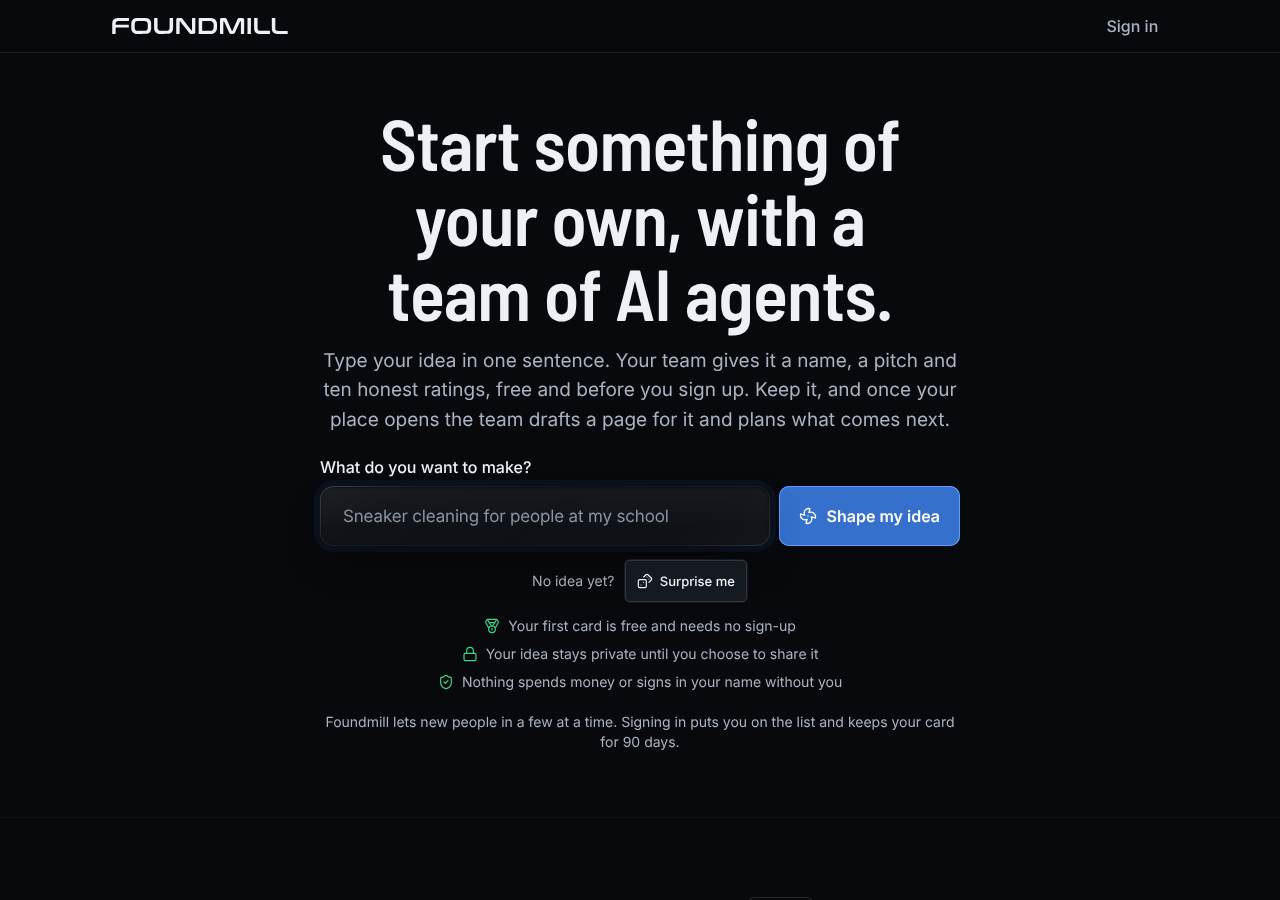 FOUNDMILL
Sign in
Start something of
your own, with a
team of AI agents.
Type your idea in one sentence. Your team gives it a name, a pitch and
ten honest ratings, free and before you sign up. Keep it, and once your
place opens the team drafts a page for it and plans what comes next.
What do you want to make?
Sneaker cleaning for people at my school
Shape my idea
No idea yet?
Surprise me
Your first card is free and needs no sign-up
Your idea stays private until you choose to share it
Nothing spends money or signs in your name without you
Foundmill lets new people in a few at a time. Signing in puts you on the list and keeps your card
for 90 days.